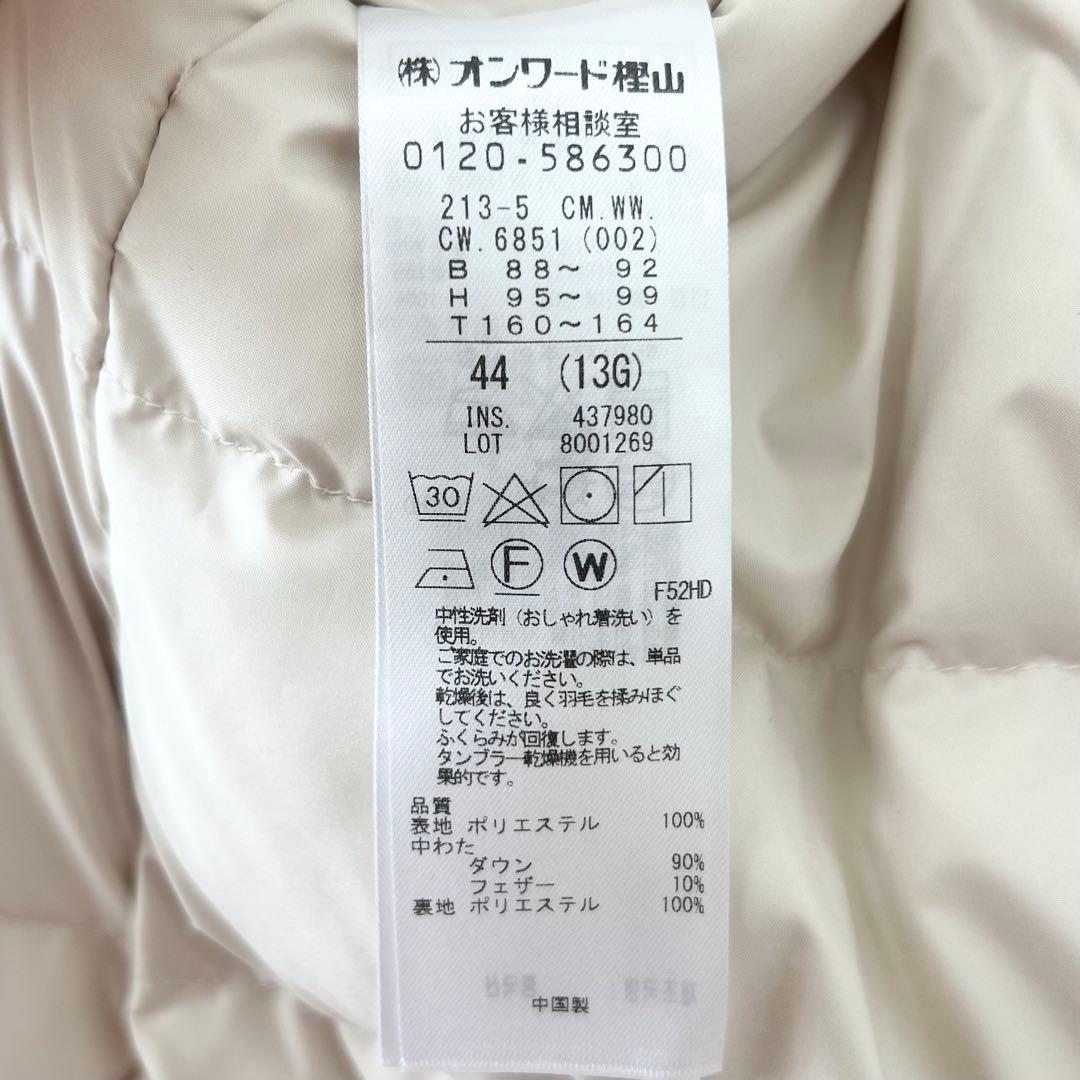 (株)オンワード樫山
お客様相談室
0120-586300
213-5 CM.WW.
CW.6851 (002)
B 88～ 92
H 95～ 99
T160～164
44 (13G)
INS. 437980
LOT 8001269
30
F W
F52HD
中性洗剤（おしゃれ着洗い）を
使用。
ご家庭でのお洗濯の際は、単品
でお洗いください。
乾燥後は、良く羽毛を揉みほぐ
してください。
ふくらみが回復します。
タンブラー乾燥機を用いると効
果的です。
品質
表地 ポリエステル 100%
中わた
ダウン 90%
フェザー 10%
裏地 ポリエステル 100%
中国製